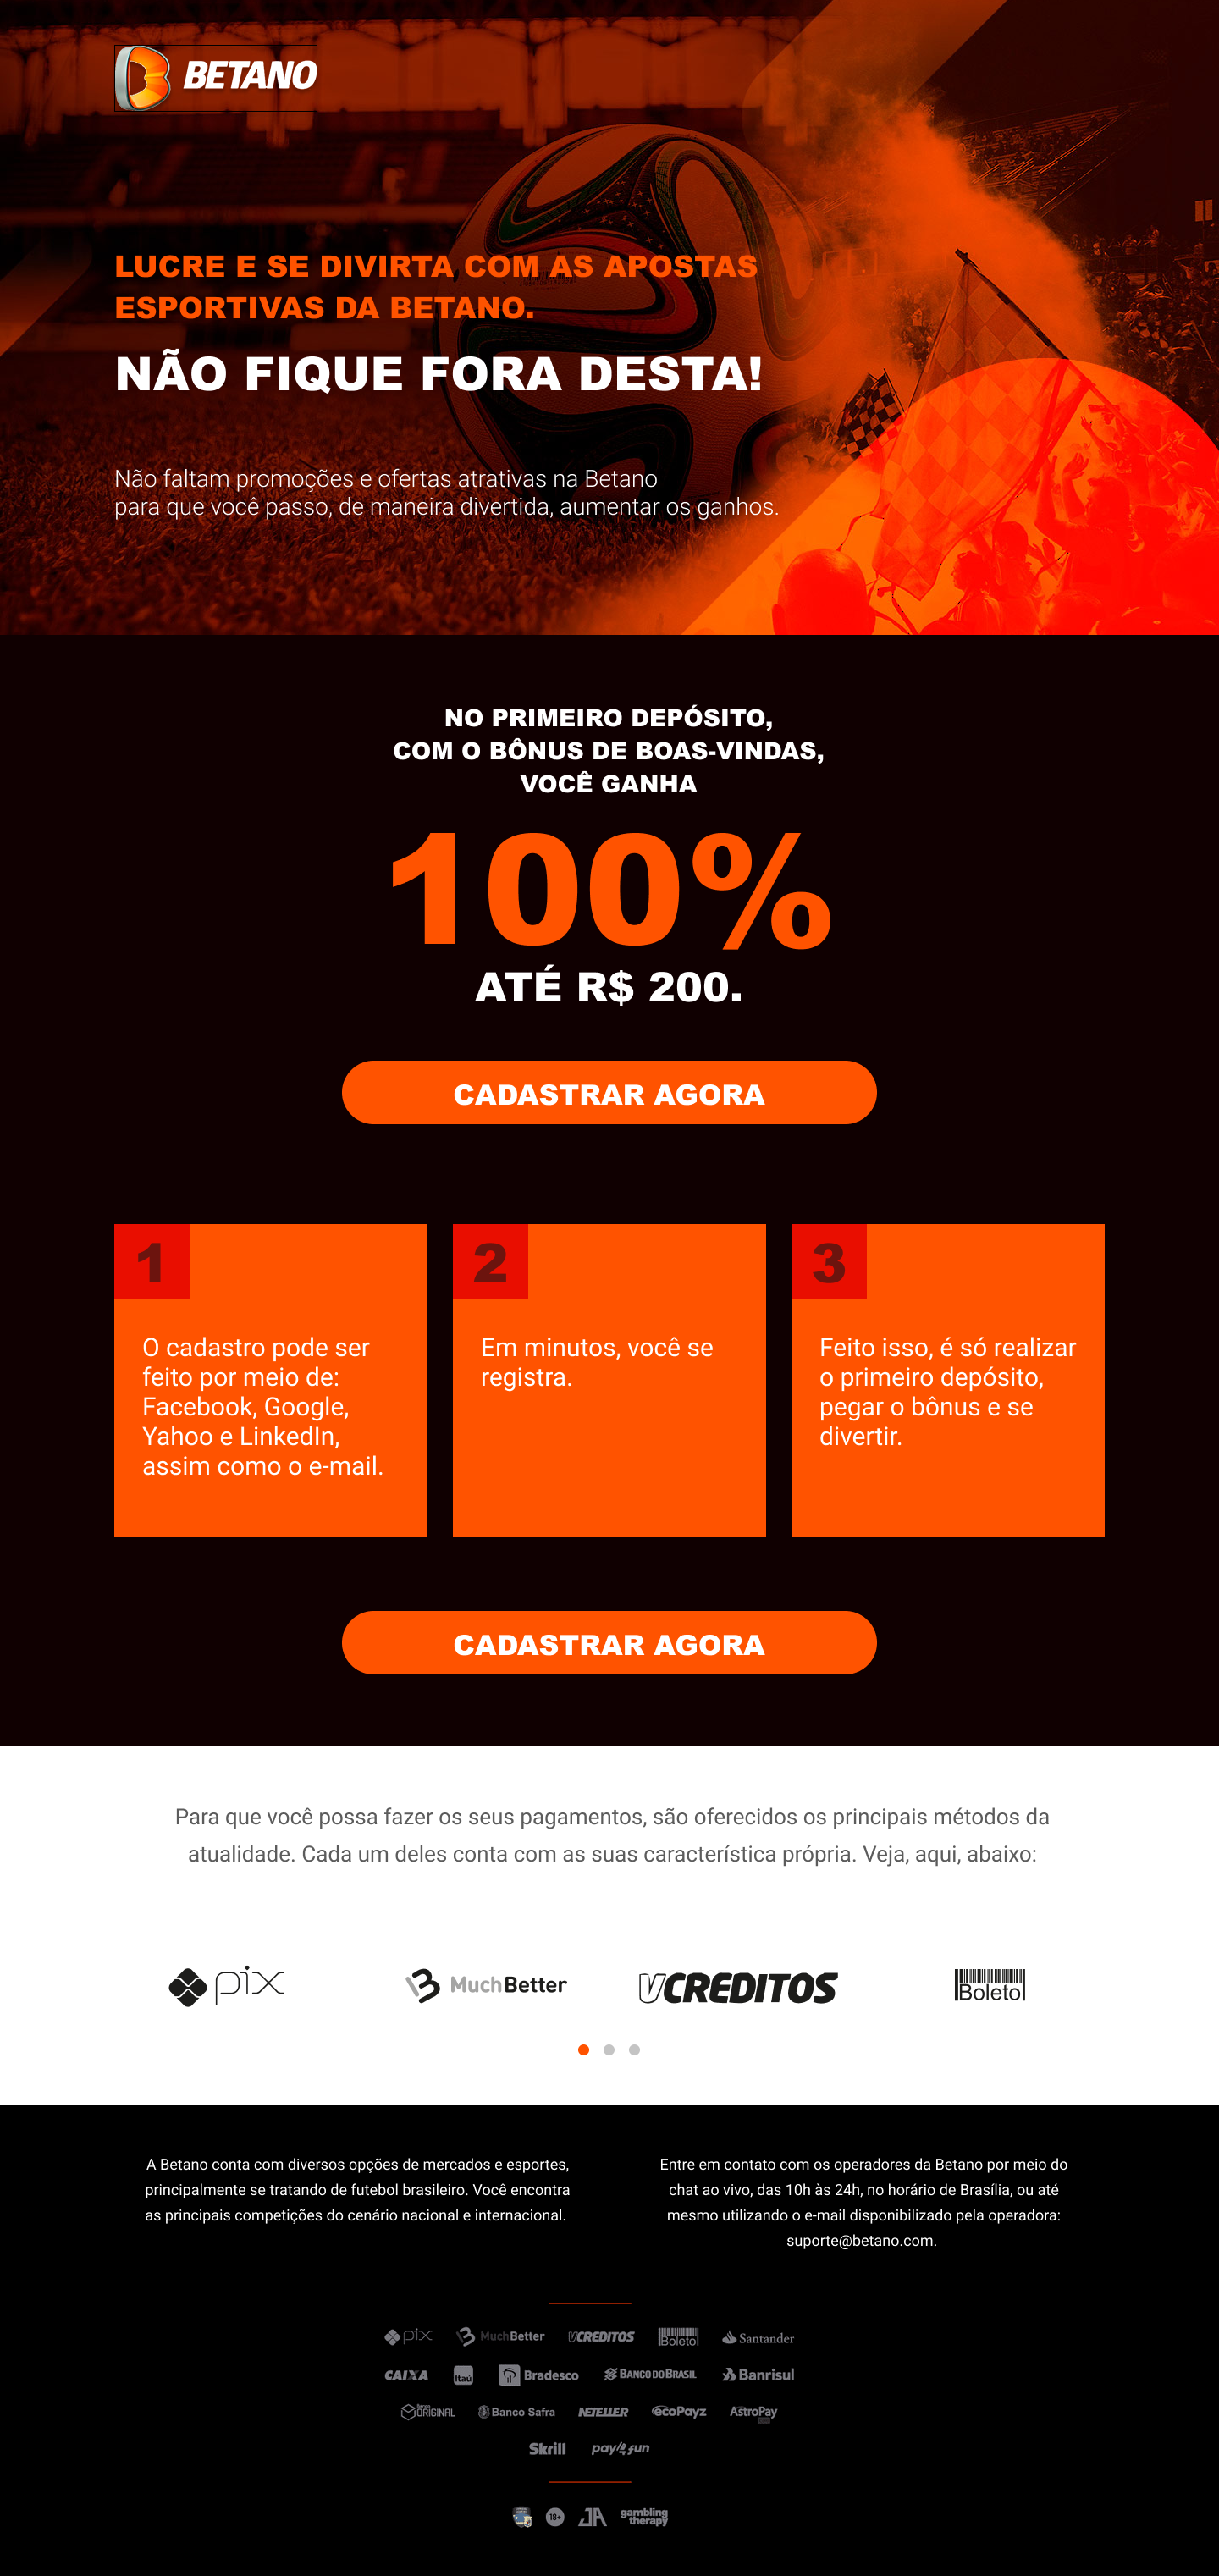 BETANO
LUCRE E SE DIVIRTA COM AS APOSTAS
ESPORTIVAS DA BETANO.
NÃO FIQUE FORA DESTA!
Não faltam promoções e ofertas atrativas na Betano
para que você passo, de maneira divertida, aumentar os ganhos.
NO PRIMEIRO DEPÓSITO,
COM O BÔNUS DE BOAS-VINDAS,
VOCÊ GANHA
100%
ATÉ R$ 200.
CADASTRAR AGORA
1
O cadastro pode ser
feito por meio de:
Facebook, Google,
Yahoo e LinkedIn,
assim como o e-mail.
2
Em minutos, você se
registra.
3
Feito isso, é só realizar
o primeiro depósito,
pegar o bônus e se
divertir.
CADASTRAR AGORA
Para que você possa fazer os seus pagamentos, são oferecidos os principais métodos da
atualidade. Cada um deles conta com as suas característica própria. Veja, aqui, abaixo:
pix MuchBetter VCREDITOS Boleto
A Betano conta com diversos opções de mercados e esportes,
principalmente se tratando de futebol brasileiro. Você encontra
as principais competições do cenário nacional e internacional.
Entre em contato com os operadores da Betano por meio do
chat ao vivo, das 10h às 24h, no horário de Brasília, ou até
mesmo utilizando o e-mail disponibilizado pela operadora:
suporte@betano.com.
pix MuchBetter VCREDITOS Boleto Santander
CAIXA Itaú Bradesco BANCO DO BRASIL Banrisul
Banco ORIGINAL Banco Safra NETELLER ecoPayz AstroPay
Skrill pay4fun
18+ JA gambling therapy